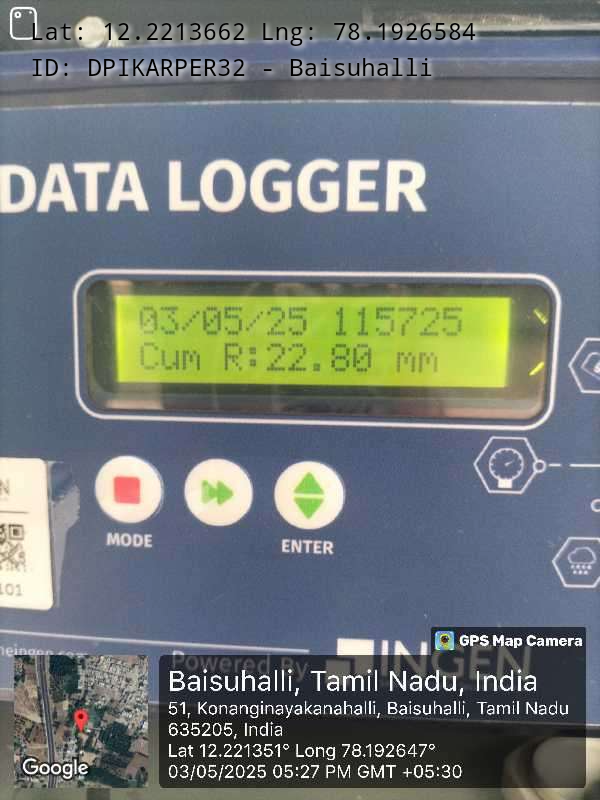 Lat: 12.2213662 Lng: 78.1926584
ID: DPIKARPER32 - Baisuhalli
DATA LOGGER
03/05/25 115725
Cum R:22.80 mm
MODE
ENTER
N
101
Powered By INGEN
GPS Map Camera
Baisuhalli, Tamil Nadu, India
51, Konanginayakanahalli, Baisuhalli, Tamil Nadu
635205, India
Lat 12.221351° Long 78.192647°
03/05/2025 05:27 PM GMT +05:30
Google